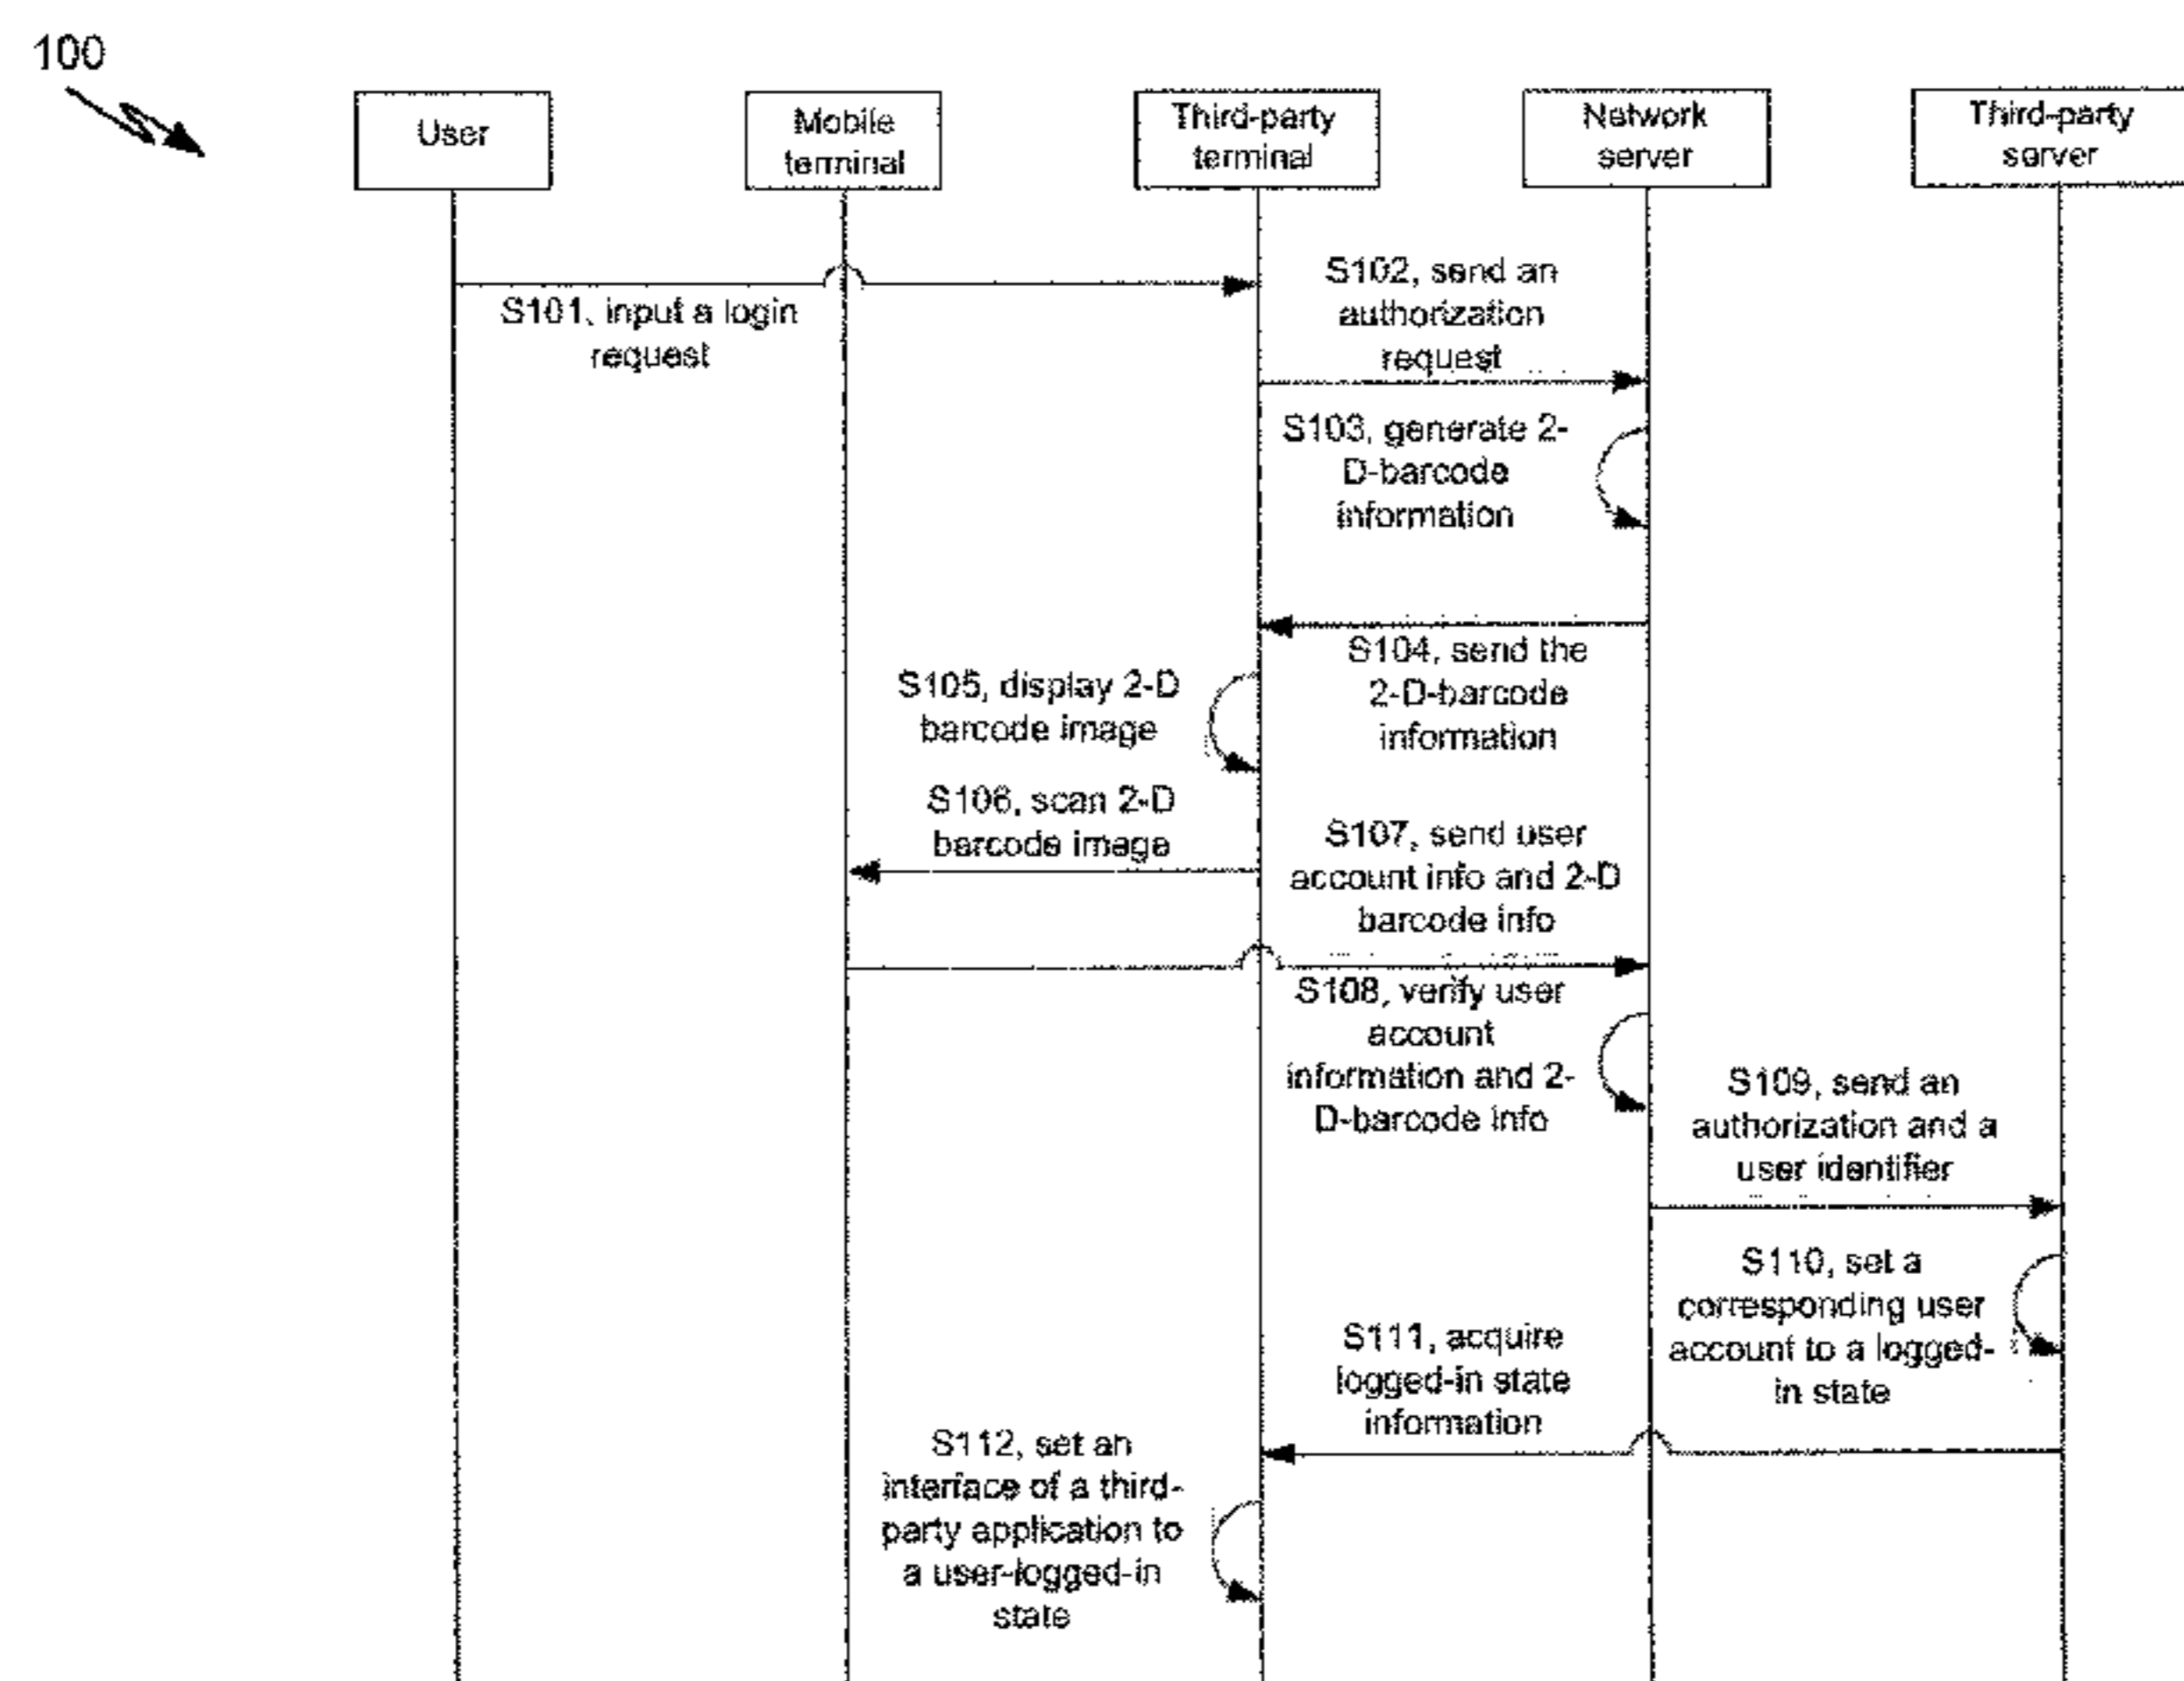 100
User
Mobile
terminal
Third-party
terminal
Network
server
Third-party
server
S101, input a login
request
S102, send an
authorization
request
S103, generate 2-
D-barcode
information
S104, send the
2-D-barcode
information
S105, display 2-D
barcode image
S106, scan 2-D
barcode image
S107, send user
account info and 2-D
barcode info
S108, verify user
account
information and 2-
D-barcode info
S109, send an
authorization and a
user identifier
S110, set a
corresponding user
account to a logged-
in state
S111, acquire
logged-in state
information
S112, set an
interface of a third-
party application to
a user-logged-in
state